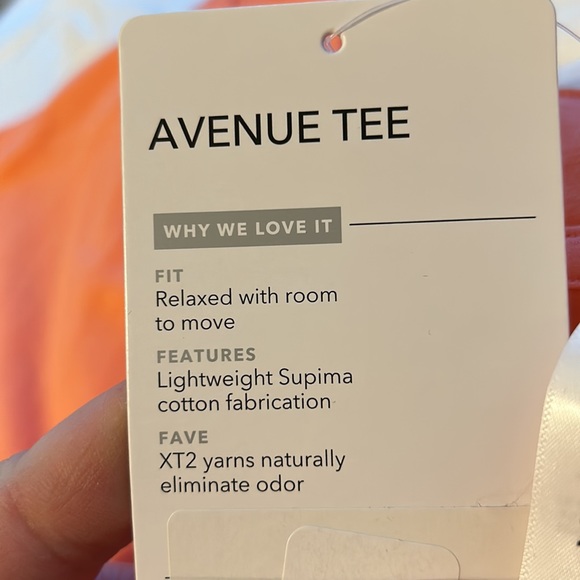 AVENUE TEE
WHY WE LOVE IT
FIT
Relaxed with room
to move
FEATURES
Lightweight Supima
cotton fabrication
FAVE
XT2 yarns naturally
eliminate odor